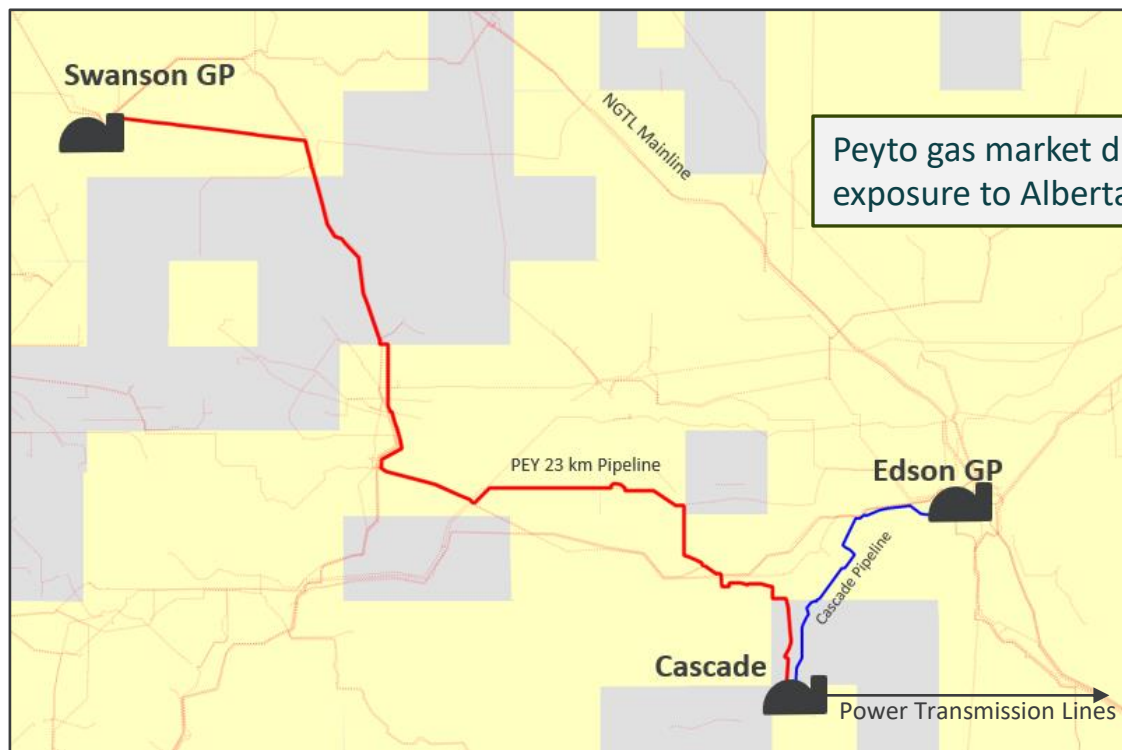 Swanson GP
NGTL Mainline
Peyto gas market d
exposure to Alberta
PEY 23 km Pipeline
Edson GP
Cascade Pipeline
Cascade
Power Transmission Lines